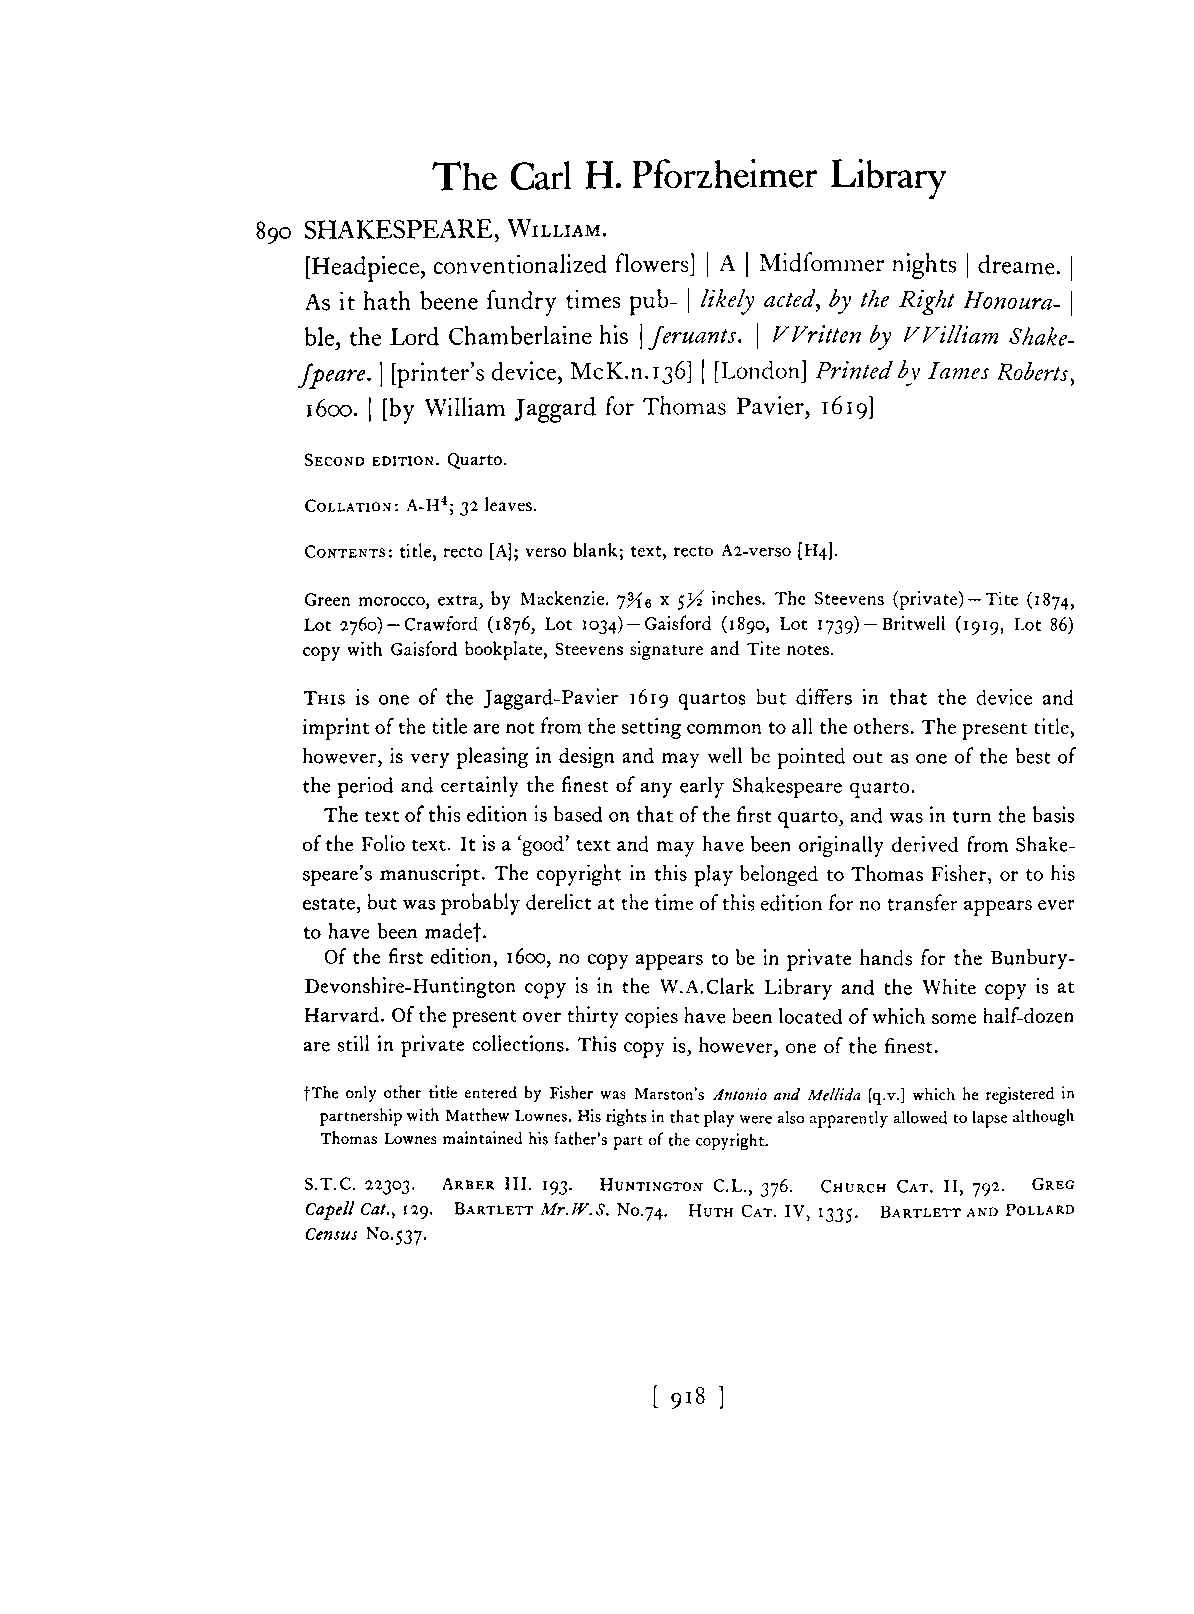 The Carl H. Pforzheimer Library
890 SHAKESPEARE, WILLIAM.
[Headpiece, conventionalized flowers] | A | Midſommer nights | dreame. |
As it hath beene ſundry times pub- | likely acted, by the Right Honoura- |
ble, the Lord Chamberlaine his | ſeruants. | VVritten by VVilliam Shake-
ſpeare. | [printer's device, McK.n.136] | [London] Printed by Iames Roberts,
1600. | [by William Jaggard for Thomas Pavier, 1619]
SECOND EDITION. Quarto.
COLLATION: A-H⁴; 32 leaves.
CONTENTS: title, recto [A]; verso blank; text, recto A2-verso [H4].
Green morocco, extra, by Mackenzie. 7 3/16 x 5 1/2 inches. The Steevens (private)—Tite (1874,
Lot 2760)—Crawford (1876, Lot 1034)—Gaisford (1890, Lot 1739)—Britwell (1919, Lot 86)
copy with Gaisford bookplate, Steevens signature and Tite notes.
THIS is one of the Jaggard-Pavier 1619 quartos but differs in that the device and
imprint of the title are not from the setting common to all the others. The present title,
however, is very pleasing in design and may well be pointed out as one of the best of
the period and certainly the finest of any early Shakespeare quarto.
The text of this edition is based on that of the first quarto, and was in turn the basis
of the Folio text. It is a 'good' text and may have been originally derived from Shake-
speare's manuscript. The copyright in this play belonged to Thomas Fisher, or to his
estate, but was probably derelict at the time of this edition for no transfer appears ever
to have been made†.
Of the first edition, 1600, no copy appears to be in private hands for the Bunbury-
Devonshire-Huntington copy is in the W.A.Clark Library and the White copy is at
Harvard. Of the present over thirty copies have been located of which some half-dozen
are still in private collections. This copy is, however, one of the finest.
†The only other title entered by Fisher was Marston's Antonio and Mellida [q.v.] which he registered in
partnership with Matthew Lownes. His rights in that play were also apparently allowed to lapse although
Thomas Lownes maintained his father's part of the copyright.
S.T.C. 22303. ARBER III. 193. HUNTINGTON C.L., 376. CHURCH CAT. II, 792. GREG
Capell Cat., 129. BARTLETT Mr.W.S. No.74. HUTH CAT. IV, 1335. BARTLETT AND POLLARD
Census No.537.
[ 918 ]